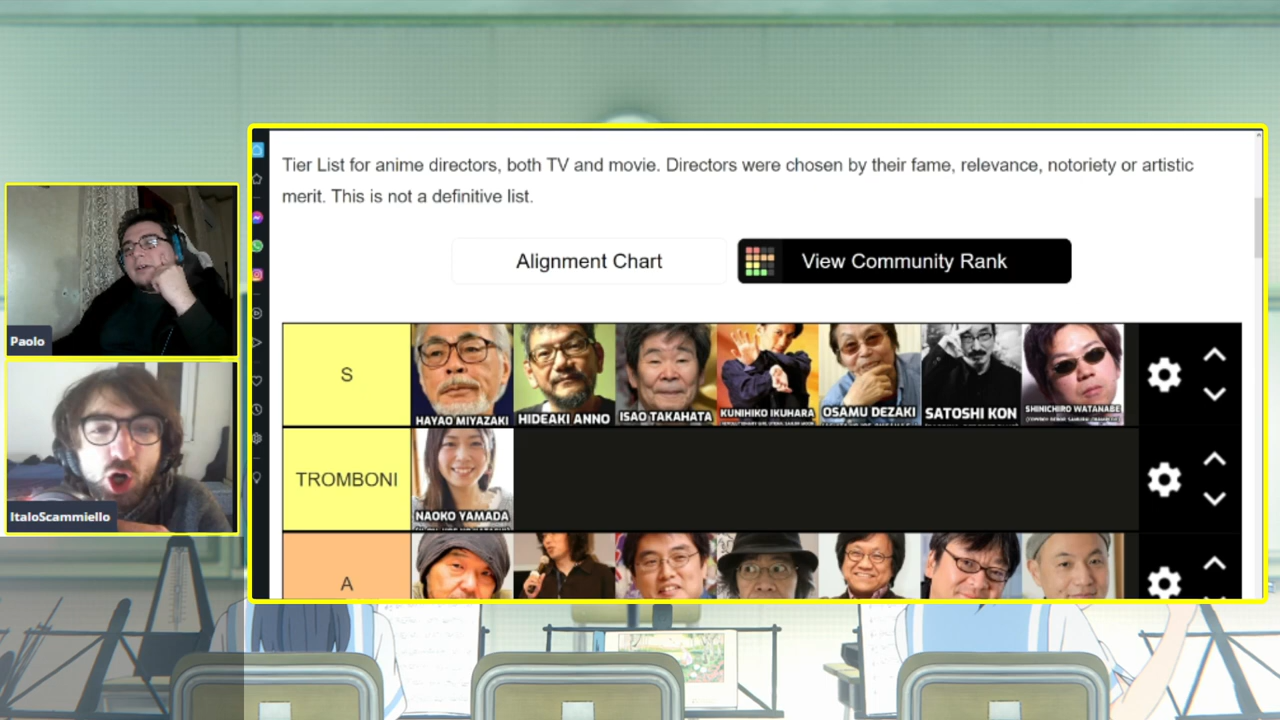 Tier List for anime directors, both TV and movie. Directors were chosen by their fame, relevance, notoriety or artistic
merit. This is not a definitive list.
Alignment Chart
View Community Rank
S
HAYAO MIYAZAKI
HIDEAKI ANNO
ISAO TAKAHATA
KUNIHIKO IKUHARA
OSAMU DEZAKI
SATOSHI KON
SHINICHIRO WATANABE
TROMBONI
NAOKO YAMADA
A
Paolo
ItaloScammiello